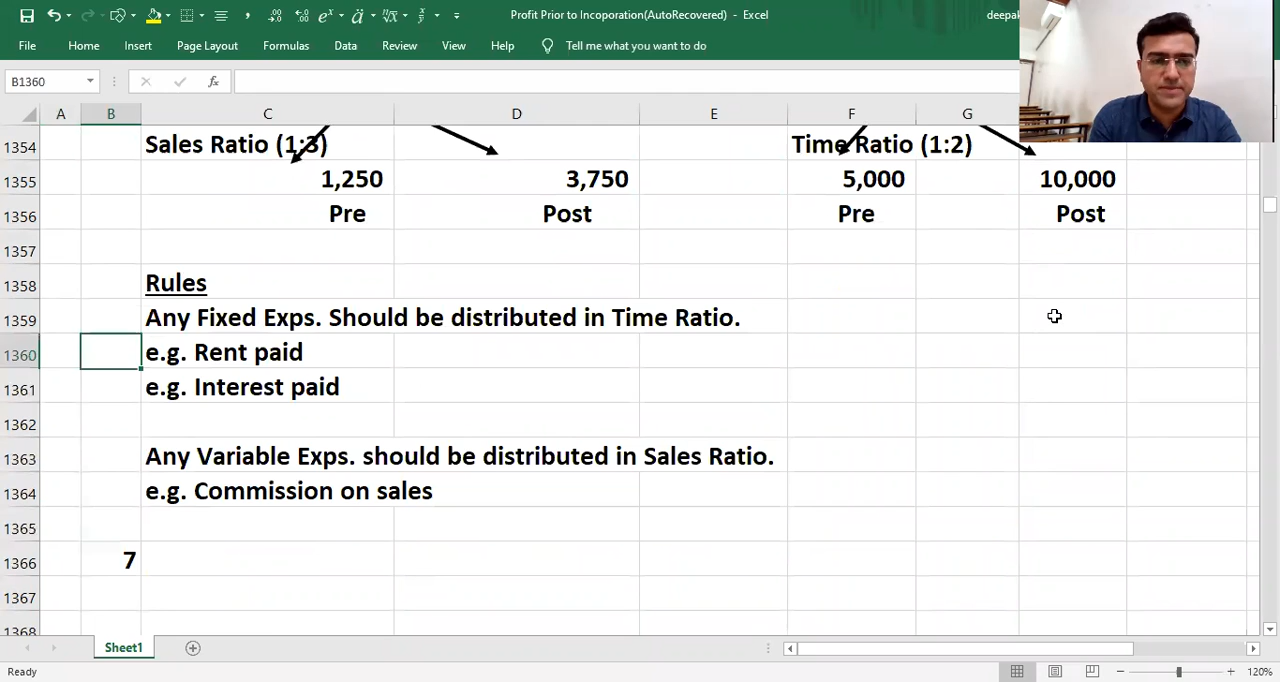 Profit Prior to Incoporation(AutoRecovered) - Excel
deepak
File Home Insert Page Layout Formulas Data Review View Help Tell me what you want to do
B1360
fx
A B C D E F G
1354 Sales Ratio (1:3) Time Ratio (1:2)
1355 1,250 3,750 5,000 10,000
1356 Pre Post Pre Post
1357
1358 Rules
1359 Any Fixed Exps. Should be distributed in Time Ratio.
1360 e.g. Rent paid
1361 e.g. Interest paid
1362
1363 Any Variable Exps. should be distributed in Sales Ratio.
1364 e.g. Commission on sales
1365
1366 7
1367
1368
Sheet1
Ready
120%